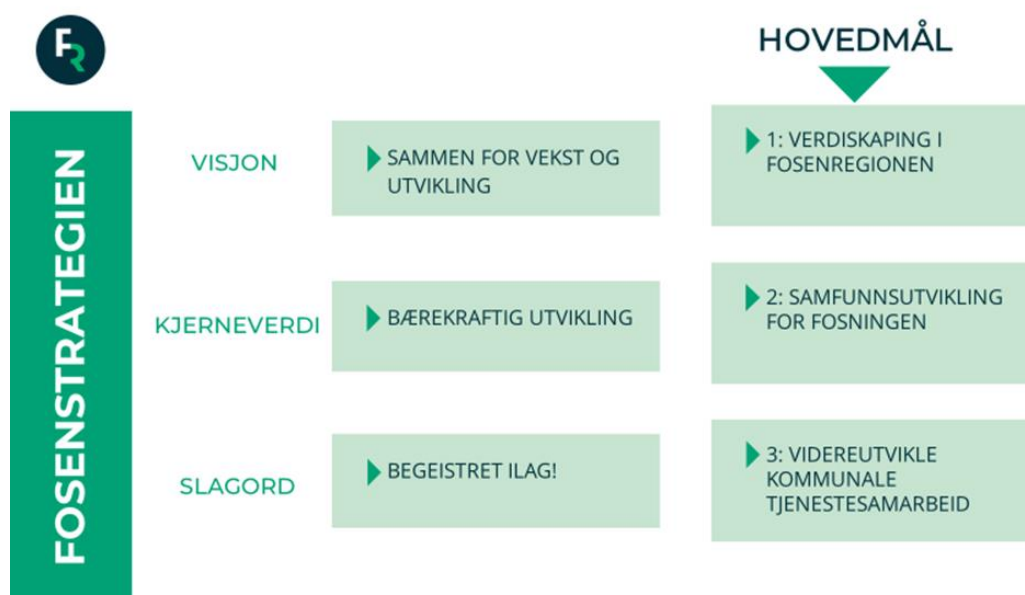 FR
HOVEDMÅL
FOSENSTRATEGIEN
VISJON
SAMMEN FOR VEKST OG
UTVIKLING
1: VERDISKAPING I
FOSENREGIONEN
KJERNEVERDI
BÆREKRAFTIG UTVIKLING
2: SAMFUNNSUTVIKLING
FOR FOSNINGEN
SLAGORD
BEGEISTRET ILAG!
3: VIDEREUTVIKLE
KOMMUNALE
TJENESTESAMARBEID